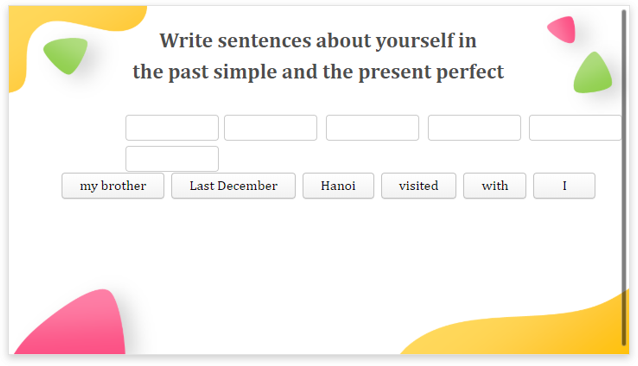 Write sentences about yourself in
the past simple and the present perfect
my brother Last December Hanoi visited with I